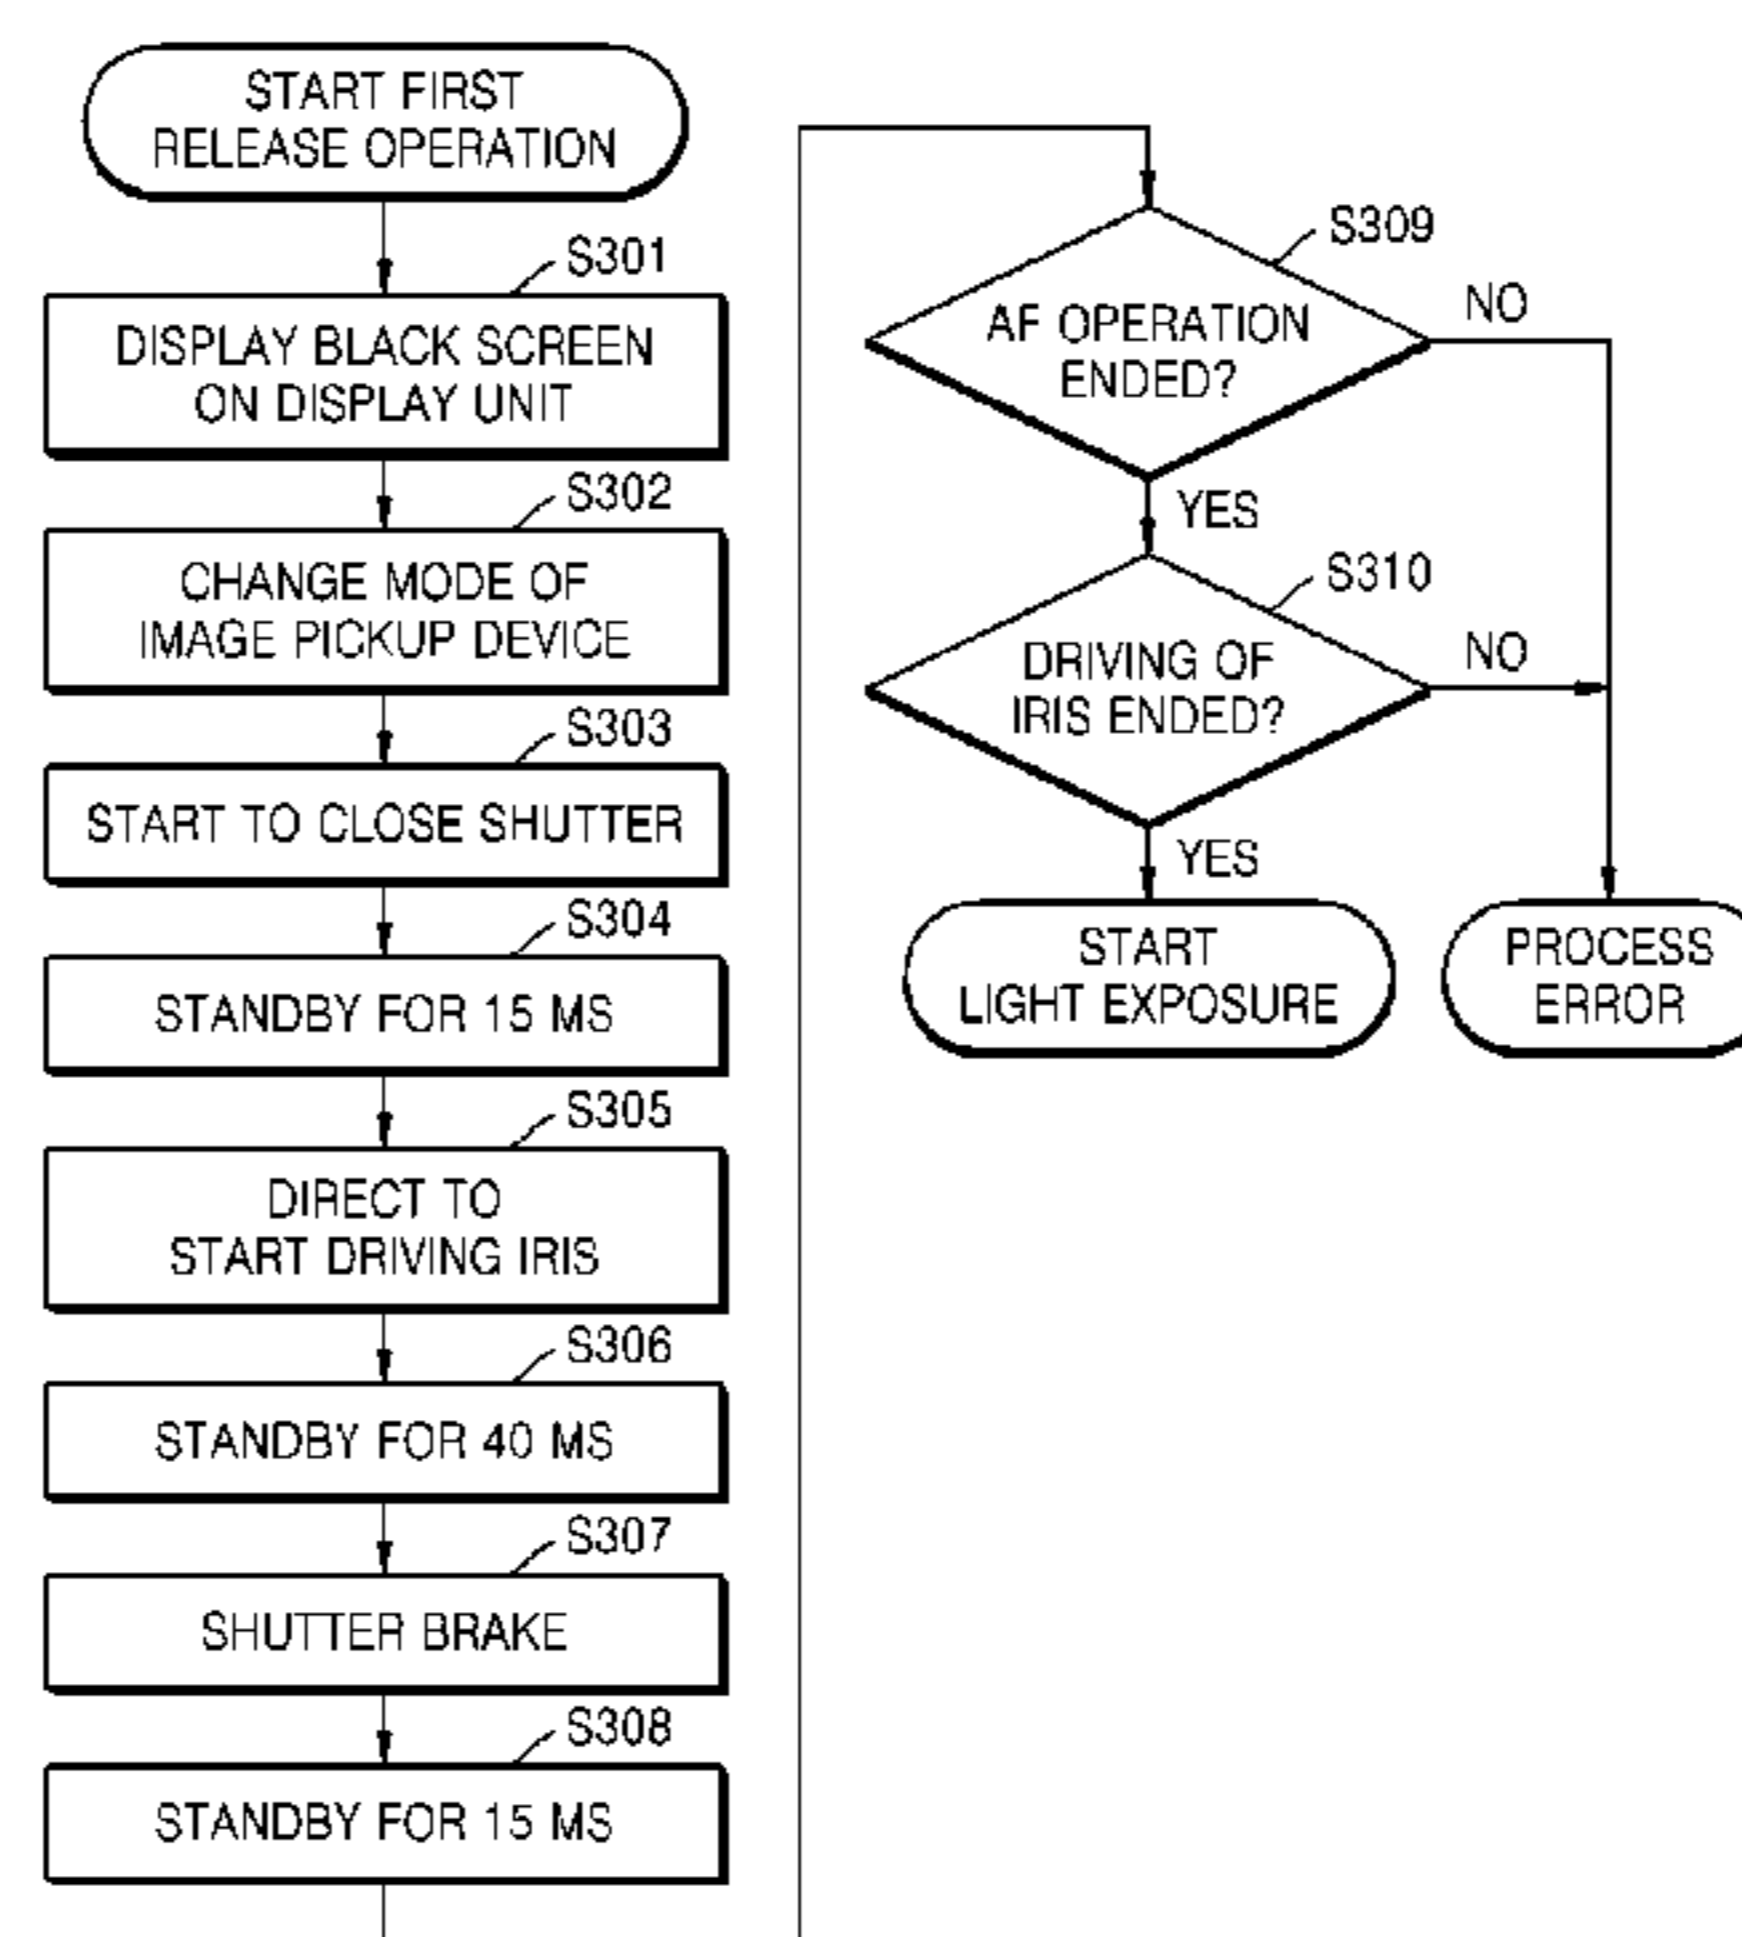 START FIRST
RELEASE OPERATION
S301
DISPLAY BLACK SCREEN
ON DISPLAY UNIT
S302
CHANGE MODE OF
IMAGE PICKUP DEVICE
S303
START TO CLOSE SHUTTER
S304
STANDBY FOR 15 MS
S305
DIRECT TO
START DRIVING IRIS
S306
STANDBY FOR 40 MS
S307
SHUTTER BRAKE
S308
STANDBY FOR 15 MS
S309
AF OPERATION
ENDED?
NO
YES
S310
DRIVING OF
IRIS ENDED?
NO
YES
START
LIGHT EXPOSURE
PROCESS
ERROR